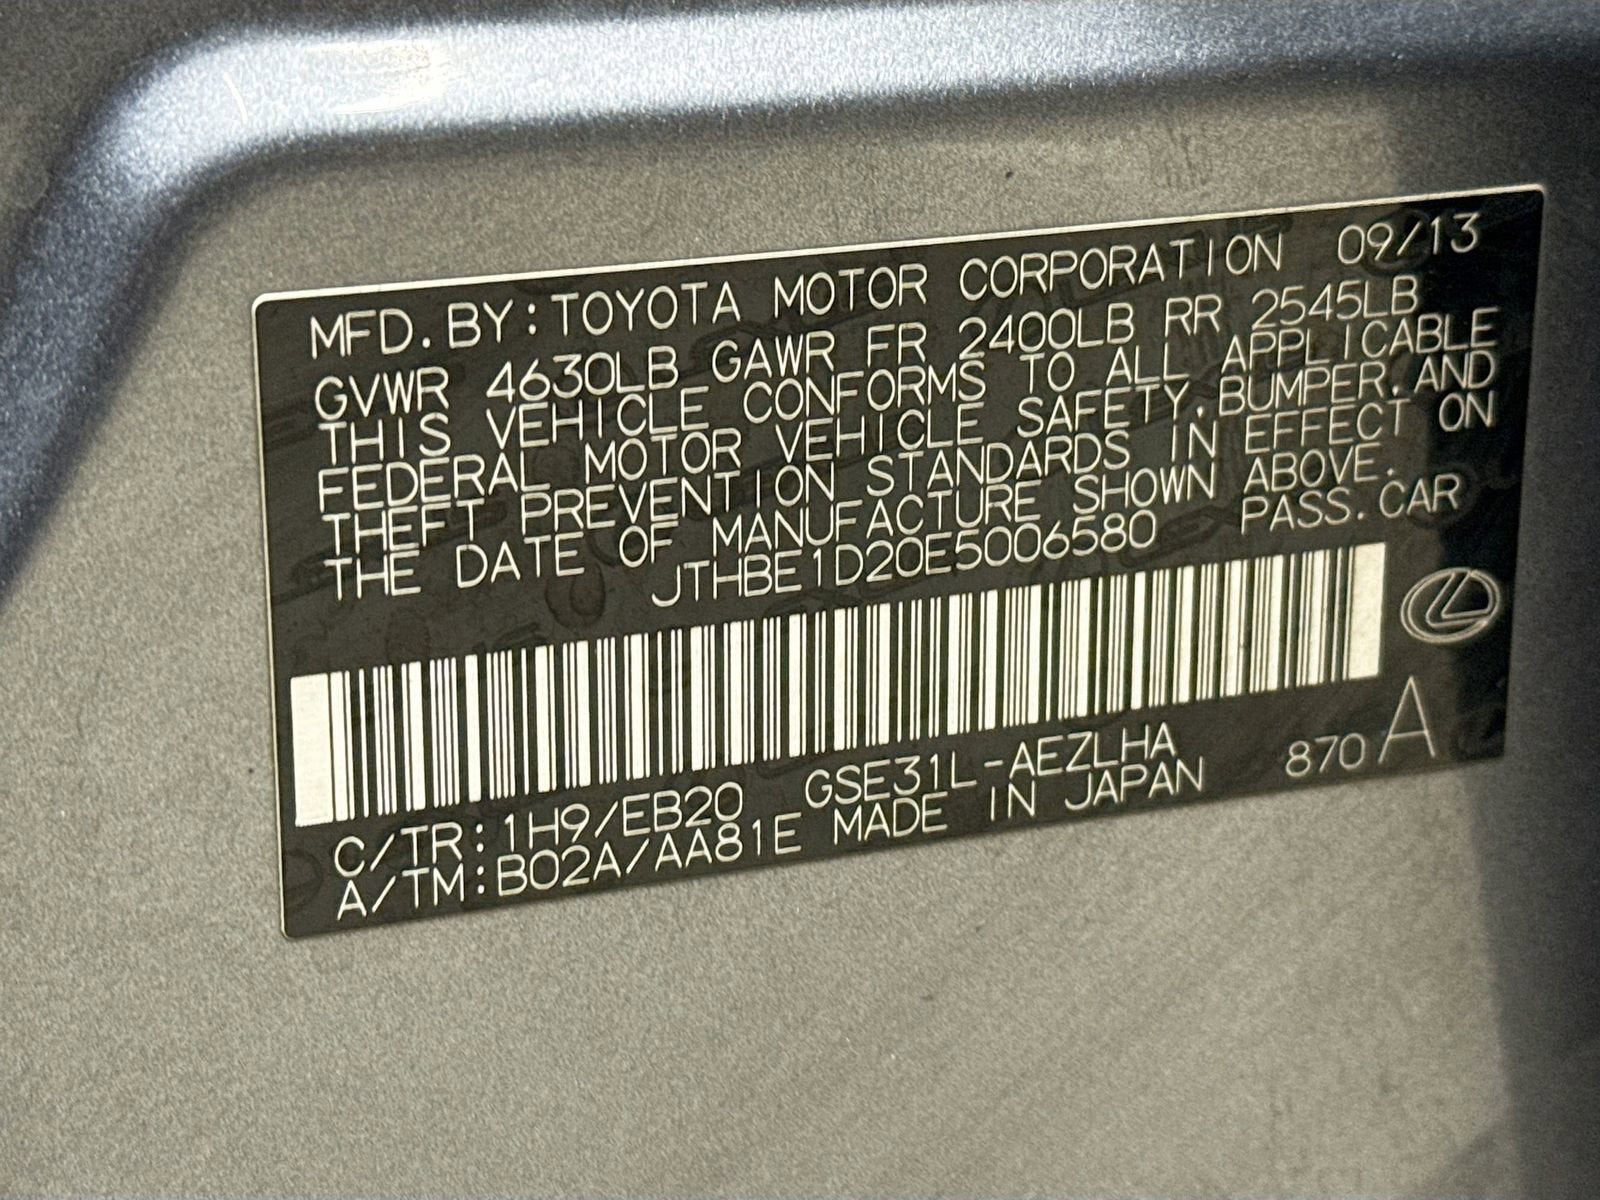 MFD. BY: TOYOTA MOTOR CORPORATION 09/13
GVWR 4630LB GAWR FR 2400LB RR 2545LB
THIS VEHICLE CONFORMS TO ALL APPLICABLE
FEDERAL MOTOR VEHICLE SAFETY, BUMPER, AND
THEFT PREVENTION STANDARDS IN EFFECT ON
THE DATE OF MANUFACTURE SHOWN ABOVE.
JTHBE1D20E5006580 PASS. CAR
C/TR: 1H9/EB20 GSE31L-AEZLHA 870 A
A/TM: B02A/AA81E MADE IN JAPAN